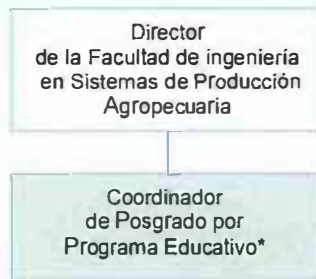 Director
de la Facultad de ingeniería
en Sistemas de Producción
Agropecuaria
Coordinador
de Posgrado por
Programa Educativo*